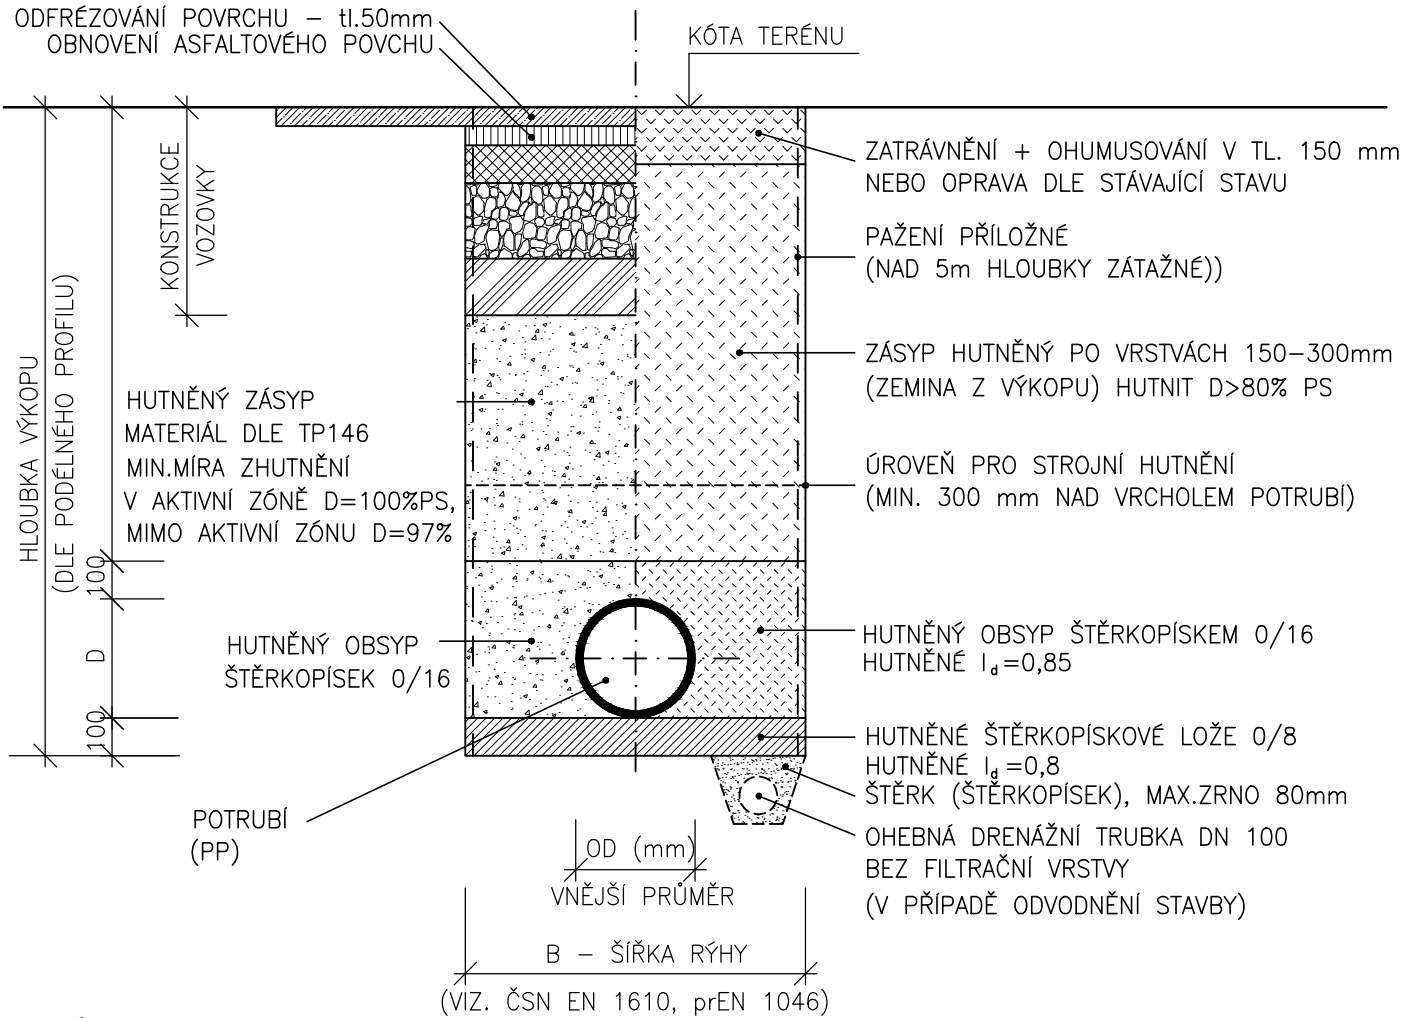 ODFRÉZOVÁNÍ POVRCHU – tl.50mm
OBNOVENÍ ASFALTOVÉHO POVCHU
KÓTA TERÉNU
KONSTRUKCE
VOZOVKY
ZATRÁVNĚNÍ + OHUMUSOVÁNÍ V TL. 150 mm
NEBO OPRAVA DLE STÁVAJÍCÍ STAVU
PAŽENÍ PŘÍLOŽNÉ
(NAD 5m HLOUBKY ZÁTAŽNÉ))
ZÁSYP HUTNĚNÝ PO VRSTVÁCH 150–300mm
(ZEMINA Z VÝKOPU) HUTNIT D>80% PS
HLOUBKA VÝKOPU
(DLE PODÉLNÉHO PROFILU)
HUTNĚNÝ ZÁSYP
MATERIÁL DLE TP146
MIN.MÍRA ZHUTNĚNÍ
V AKTIVNÍ ZÓNĚ D=100%PS,
MIMO AKTIVNÍ ZÓNU D=97%
ÚROVEŇ PRO STROJNÍ HUTNĚNÍ
(MIN. 300 mm NAD VRCHOLEM POTRUBÍ)
100
D
100
HUTNĚNÝ OBSYP
ŠTĚRKOPÍSEK 0/16
HUTNĚNÝ OBSYP ŠTĚRKOPÍSKEM 0/16
HUTNĚNÉ Id=0,85
HUTNĚNÉ ŠTĚRKOPÍSKOVÉ LOŽE 0/8
HUTNĚNÉ Id=0,8
ŠTĚRK (ŠTĚRKOPÍSEK), MAX.ZRNO 80mm
OHEBNÁ DRENÁŽNÍ TRUBKA DN 100
BEZ FILTRAČNÍ VRSTVY
(V PŘÍPADĚ ODVODNĚNÍ STAVBY)
POTRUBÍ
(PP)
OD (mm)
VNĚJŠÍ PRŮMĚR
B – ŠÍŘKA RÝHY
(VIZ. ČSN EN 1610, prEN 1046)